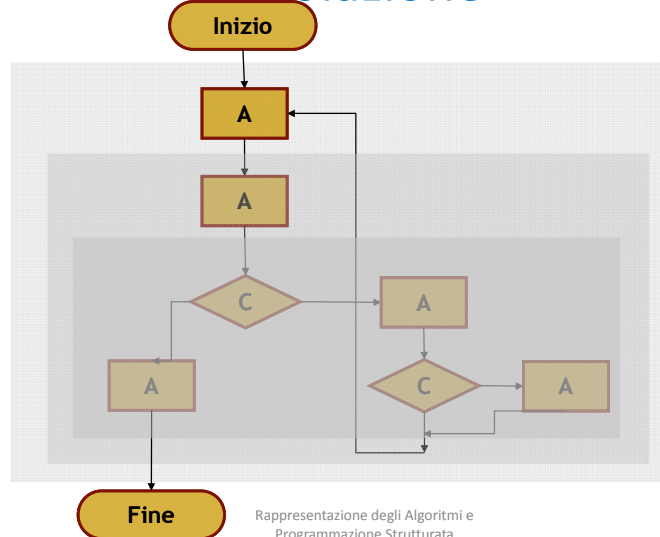 Inizio
A
A
C
A
A
C
A
Fine
Rappresentazione degli Algoritmi e
Programmazione Strutturata